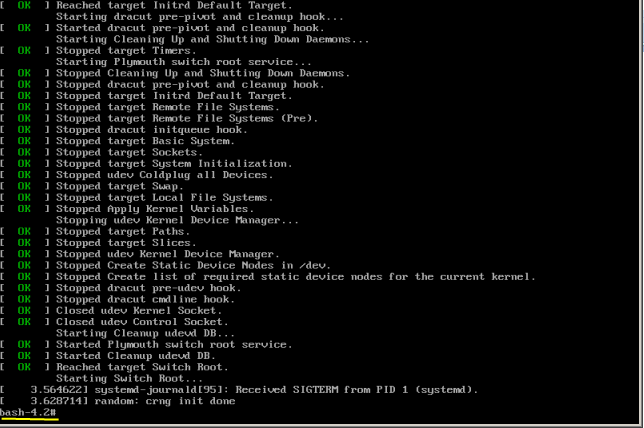 [  OK  ] Reached target Initrd Default Target.
         Starting dracut pre-pivot and cleanup hook...
[  OK  ] Started dracut pre-pivot and cleanup hook.
         Starting Cleaning Up and Shutting Down Daemons...
[  OK  ] Stopped target Timers.
         Starting Plymouth switch root service...
[  OK  ] Stopped Cleaning Up and Shutting Down Daemons.
[  OK  ] Stopped dracut pre-pivot and cleanup hook.
[  OK  ] Stopped target Initrd Default Target.
[  OK  ] Stopped target Remote File Systems.
[  OK  ] Stopped target Remote File Systems (Pre).
[  OK  ] Stopped dracut initqueue hook.
[  OK  ] Stopped target Basic System.
[  OK  ] Stopped target Sockets.
[  OK  ] Stopped target System Initialization.
[  OK  ] Stopped udev Coldplug all Devices.
[  OK  ] Stopped target Swap.
[  OK  ] Stopped target Local File Systems.
[  OK  ] Stopped Apply Kernel Variables.
         Stopping udev Kernel Device Manager...
[  OK  ] Stopped target Paths.
[  OK  ] Stopped target Slices.
[  OK  ] Stopped udev Kernel Device Manager.
[  OK  ] Stopped Create Static Device Nodes in /dev.
[  OK  ] Stopped Create list of required static device nodes for the current kernel.
[  OK  ] Stopped dracut pre-udev hook.
[  OK  ] Stopped dracut cmdline hook.
[  OK  ] Closed udev Kernel Socket.
[  OK  ] Closed udev Control Socket.
         Starting Cleanup udevd DB...
[  OK  ] Started Plymouth switch root service.
[  OK  ] Started Cleanup udevd DB.
[  OK  ] Reached target Switch Root.
         Starting Switch Root...
[    3.564622] systemd-journald[95]: Received SIGTERM from PID 1 (systemd).
[    3.628714] random: crng init done
bash-4.2#